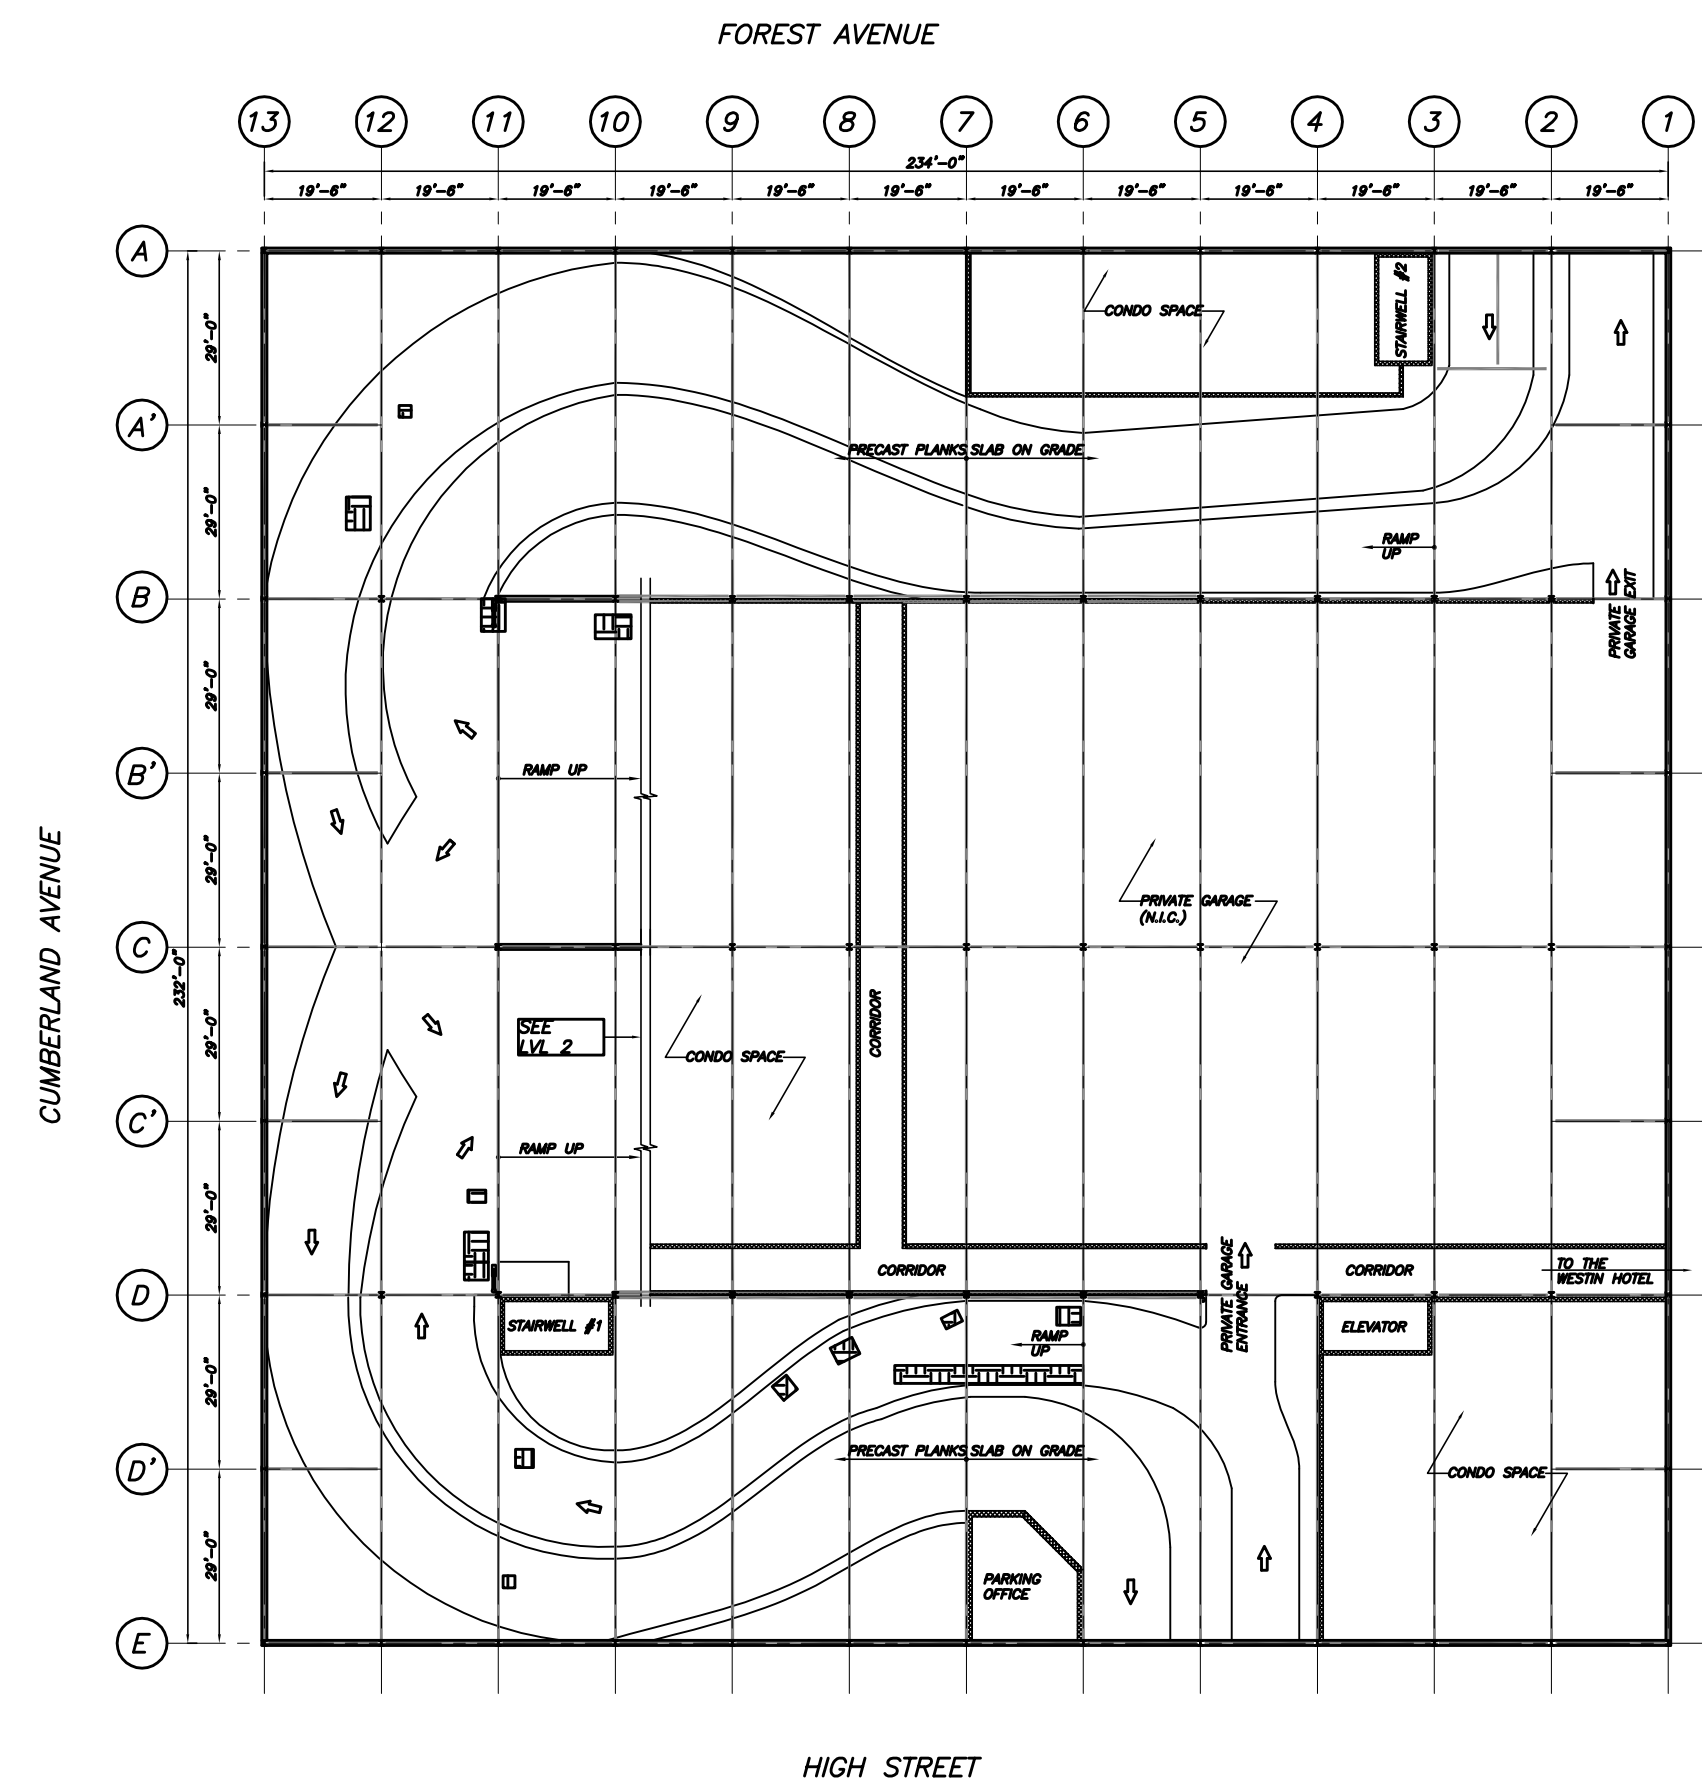 FOREST AVENUE
13 12 11 10 9 8 7 6 5 4 3 2 1
234'-0"
19'-6" 19'-6" 19'-6" 19'-6" 19'-6" 19'-6" 19'-6" 19'-6" 19'-6" 19'-6" 19'-6" 19'-6"
A
STAIRWELL #2
CONDO SPACE
29'-0"
A'
PRECAST PLANKS SLAB ON GRADE
29'-0"
RAMP
UP
B
PRIVATE
GARAGE EXIT
29'-0"
RAMP UP
B'
29'-0"
PRIVATE GARAGE
(N.I.C.)
CUMBERLAND AVENUE
C
232'-0"
SEE
LVL 2
29'-0"
CORRIDOR
CONDO SPACE
C'
RAMP UP
29'-0"
CORRIDOR
PRIVATE GARAGE
ENTRANCE
CORRIDOR
TO THE
WESTIN HOTEL
D
STAIRWELL #1
RAMP
UP
ELEVATOR
29'-0"
PRECAST PLANKS SLAB ON GRADE
D'
CONDO SPACE
29'-0"
PARKING
OFFICE
E
HIGH STREET